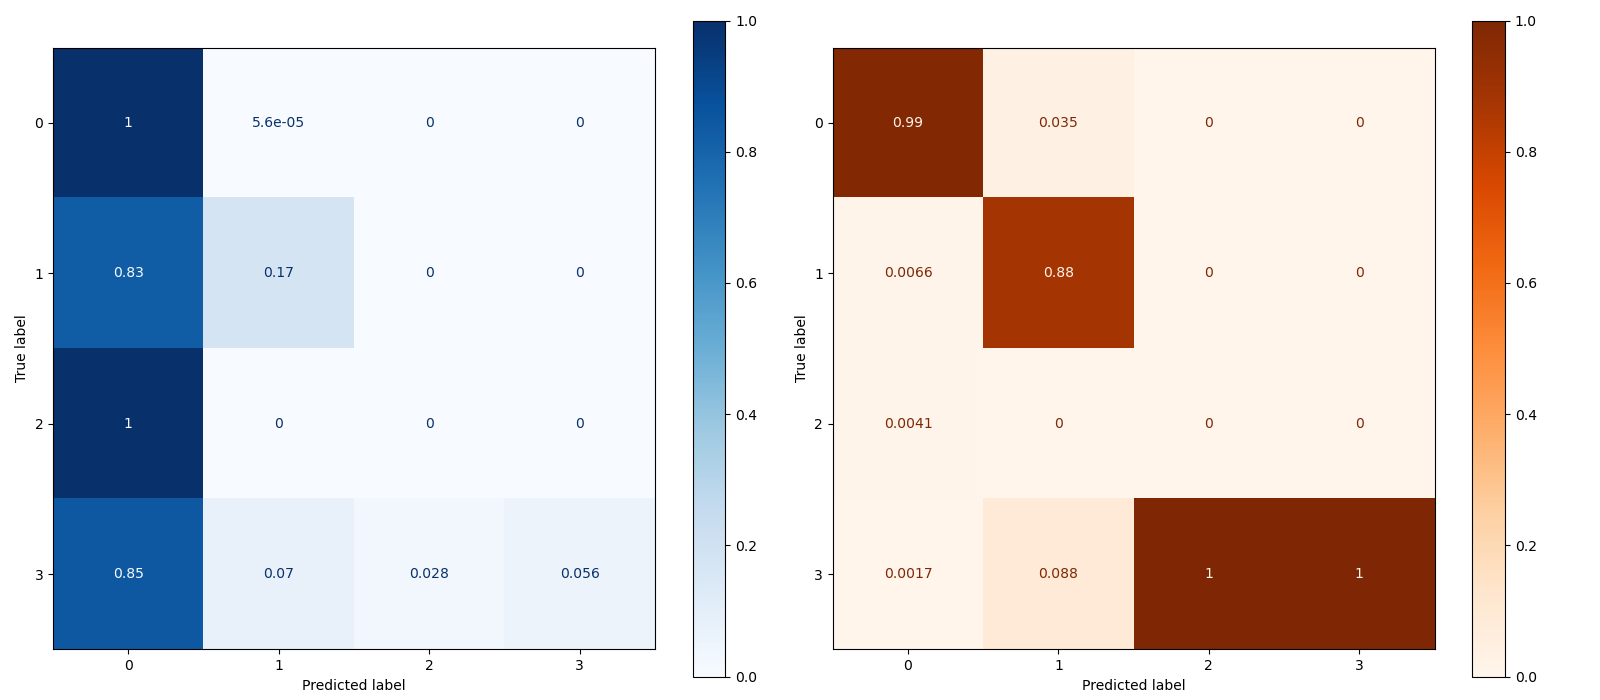 1.0
1.0
0 1 5.6e-05 0 0
0 0.99 0.035 0 0
0.8
0.8
1 0.83 0.17 0 0
1 0.0066 0.88 0 0
0.6
0.6
True label
True label
0.4
0.4
2 1 0 0 0
2 0.0041 0 0 0
0.2
0.2
3 0.85 0.07 0.028 0.056
3 0.0017 0.088 1 1
0.0
0.0
0 1 2 3
0 1 2 3
Predicted label
Predicted label